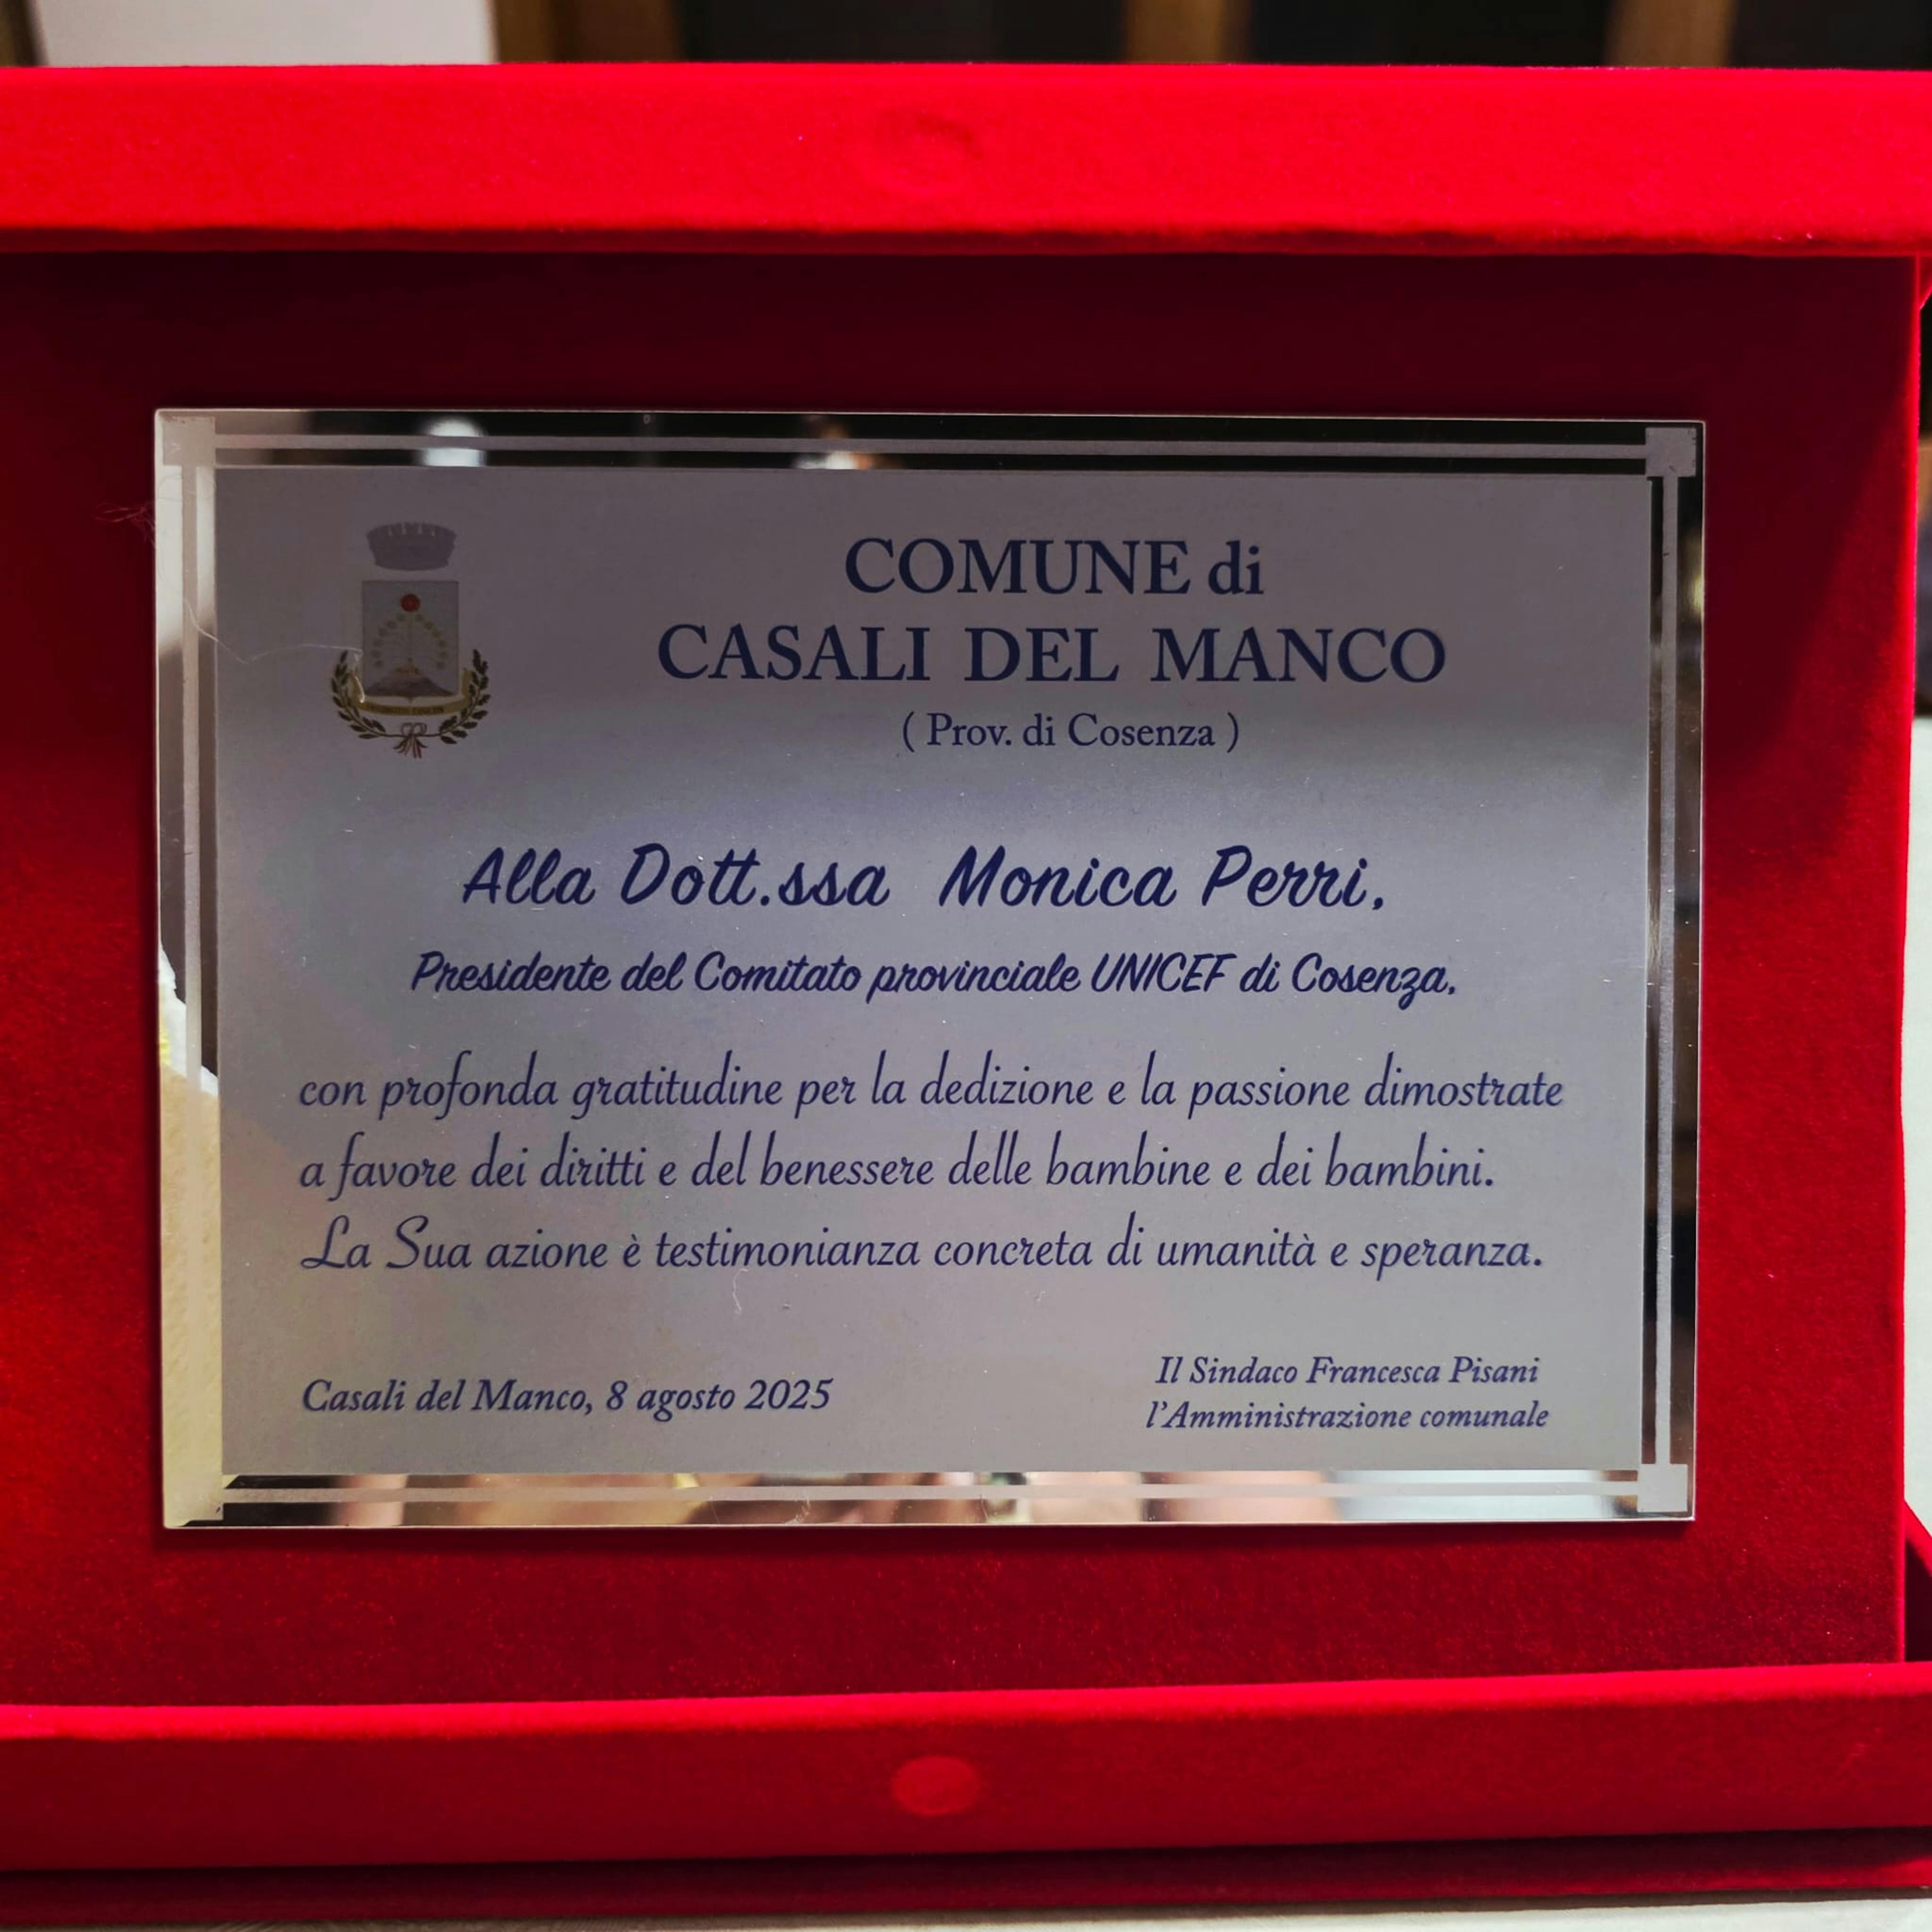 COMUNE di
CASALI DEL MANCO
( Prov. di Cosenza )
Alla Dott.ssa Monica Perri,
Presidente del Comitato provinciale UNICEF di Cosenza,
con profonda gratitudine per la dedizione e la passione dimostrate
a favore dei diritti e del benessere delle bambine e dei bambini.
La Sua azione è testimonianza concreta di umanità e speranza.
Casali del Manco, 8 agosto 2025
Il Sindaco Francesca Pisani
l'Amministrazione comunale